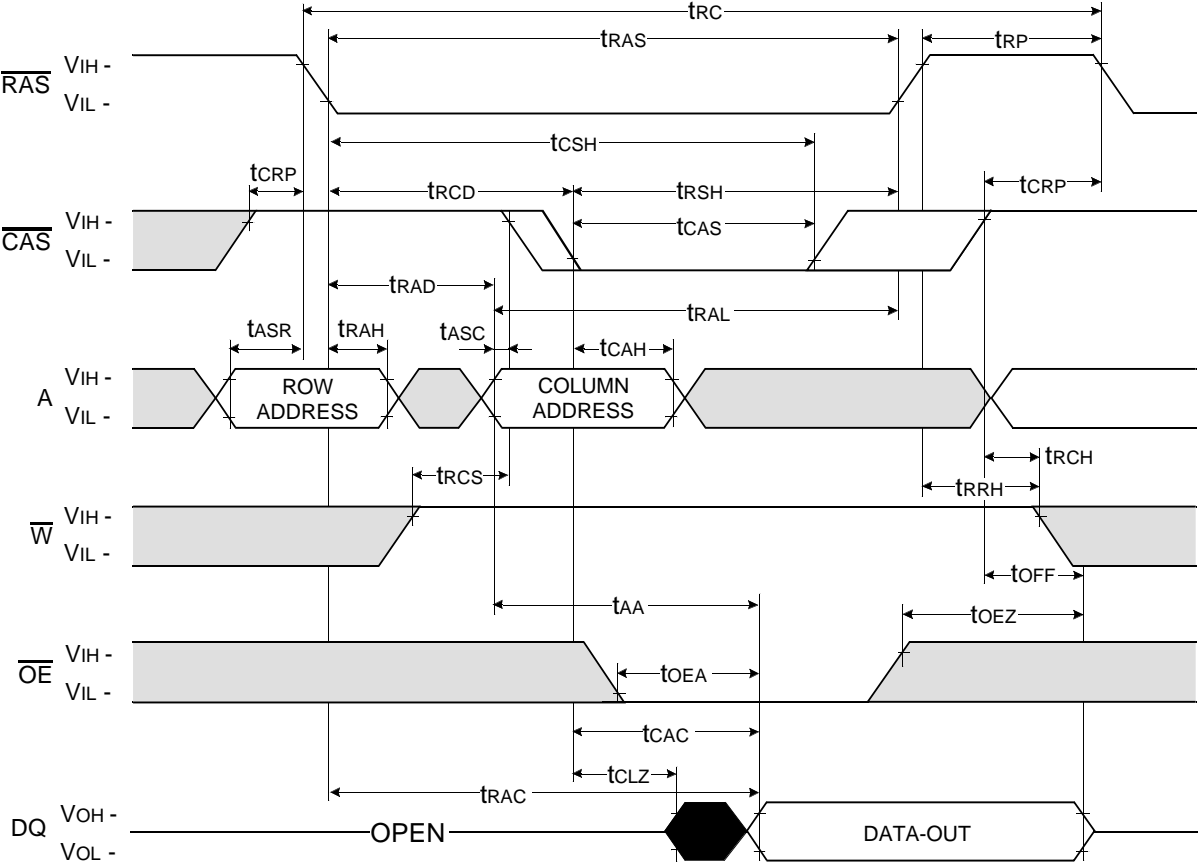 tRC
tRAS
tRP
RAS
VIH -
VIL -
tCSH
tCRP
tRCD
tRSH
tCRP
CAS
VIH -
VIL -
tCAS
tRAD
tRAL
tASR
tRAH
tASC
tCAH
A
VIH -
VIL -
ROW
ADDRESS
COLUMN
ADDRESS
tRCH
tRCS
tRRH
W
VIH -
VIL -
tOFF
tAA
tOEZ
OE
VIH -
VIL -
tOEA
tCAC
tCLZ
tRAC
DQ
VOH -
VOL -
OPEN
DATA-OUT